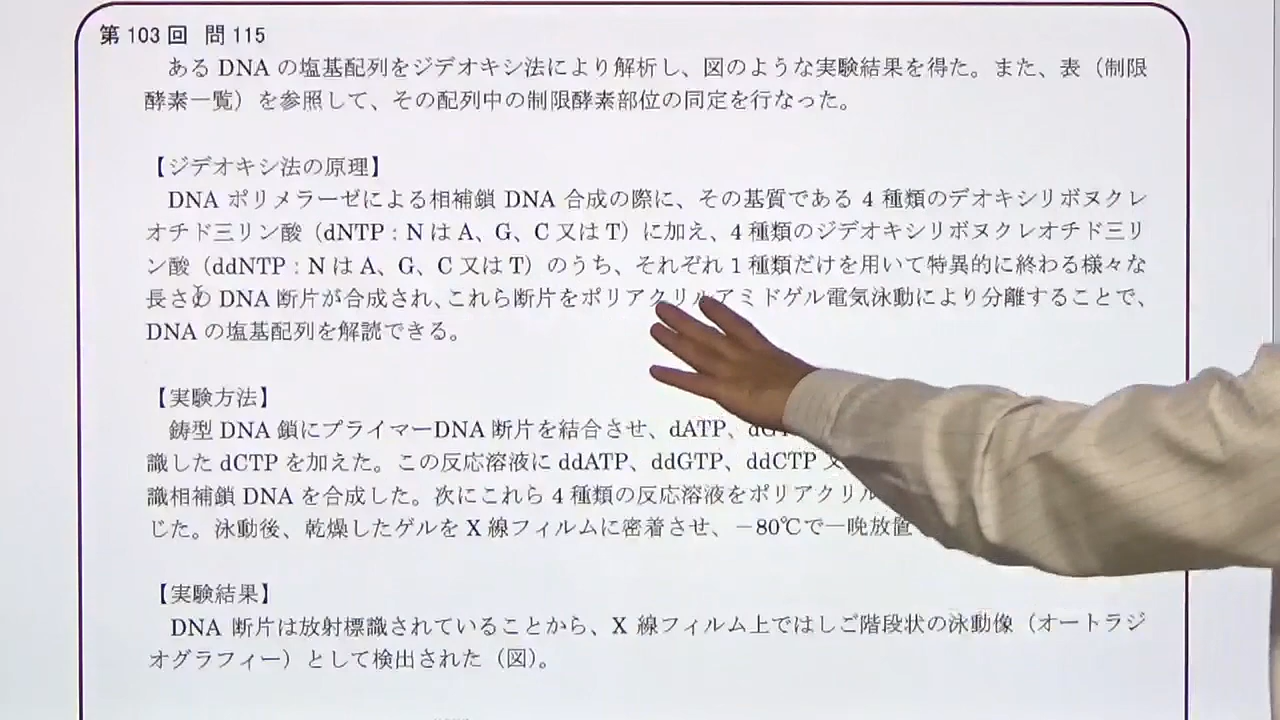 第 103 回 問 115
ある DNA の塩基配列をジデオキシ法により解析し、図のような実験結果を得た。また、表（制限
酵素一覧）を参照して、その配列中の制限酵素部位の同定を行なった。
【ジデオキシ法の原理】
DNA ポリメラーゼによる相補鎖 DNA 合成の際に、その基質である 4 種類のデオキシリボヌクレ
オチド三リン酸（dNTP：N は A、G、C 又は T）に加え、4 種類のジデオキシリボヌクレオチド三リ
ン酸（ddNTP：N は A、G、C 又は T）のうち、それぞれ 1 種類だけを用いて特異的に終わる様々な
長さの DNA 断片が合成され、これら断片をポリアクリルアミドゲル電気泳動により分離することで、
DNA の塩基配列を解読できる。
【実験方法】
鋳型 DNA 鎖にプライマーDNA 断片を結合させ、dATP、
識した dCTP を加えた。この反応溶液に ddATP、ddGTP、ddCTP
識相補鎖 DNA を合成した。次にこれら 4 種類の反応溶液をポリアクリル
じた。泳動後、乾燥したゲルを X 線フィルムに密着させ、－80℃で一晩放置
【実験結果】
DNA 断片は放射標識されていることから、X 線フィルム上ではしご階段状の泳動像（オートラジ
オグラフィー）として検出された（図）。